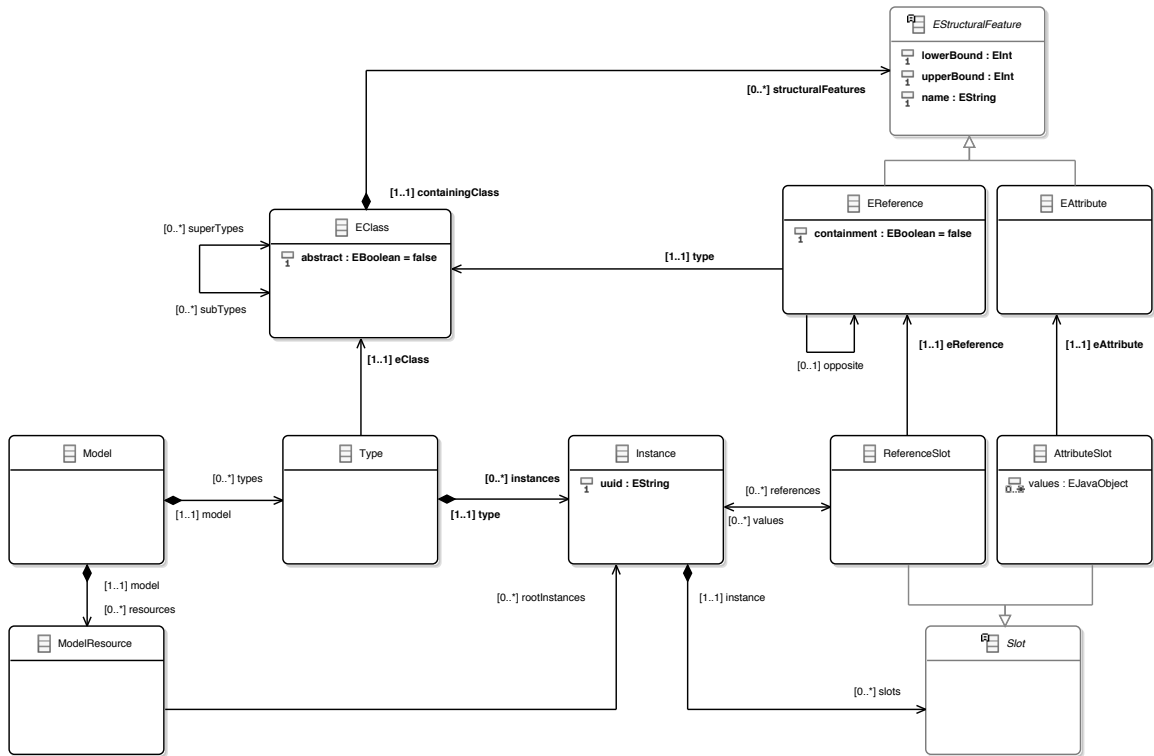 EStructuralFeature
lowerBound : EInt
upperBound : EInt
name : EString
[0..*] structuralFeatures
[1..1] containingClass
EClass
abstract : EBoolean = false
[0..*] superTypes
[0..*] subTypes
EReference
containment : EBoolean = false
EAttribute
[1..1] type
[0..1] opposite
[1..1] eClass
[1..1] eReference
[1..1] eAttribute
Model
Type
Instance
uuid : EString
ReferenceSlot
AttributeSlot
values : EJavaObject
[0..*] types
[1..1] model
[0..*] instances
[1..1] type
[0..*] references
[0..*] values
[1..1] model
[0..*] resources
[0..*] rootInstances
[1..1] instance
ModelResource
Slot
[0..*] slots